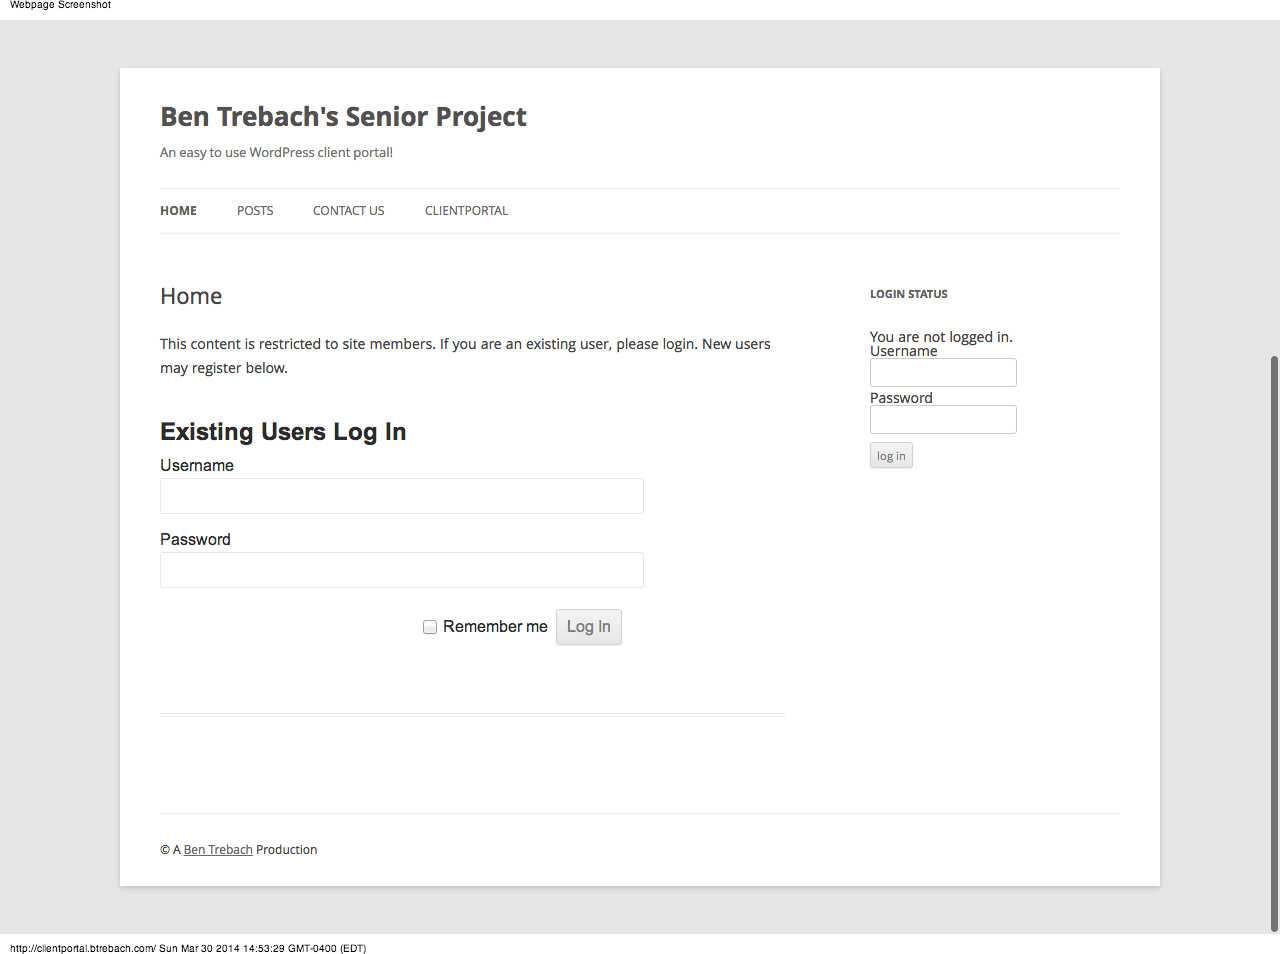 Webpage Screenshot
Ben Trebach's Senior Project
An easy to use WordPress client portal!
HOME POSTS CONTACT US CLIENTPORTAL
Home
This content is restricted to site members. If you are an existing user, please login. New users
may register below.
Existing Users Log In
Username
Password
Remember me Log In
LOGIN STATUS
You are not logged in.
Username
Password
log in
© A Ben Trebach Production
http://clientportal.btrebach.com/ Sun Mar 30 2014 14:53:29 GMT-0400 (EDT)